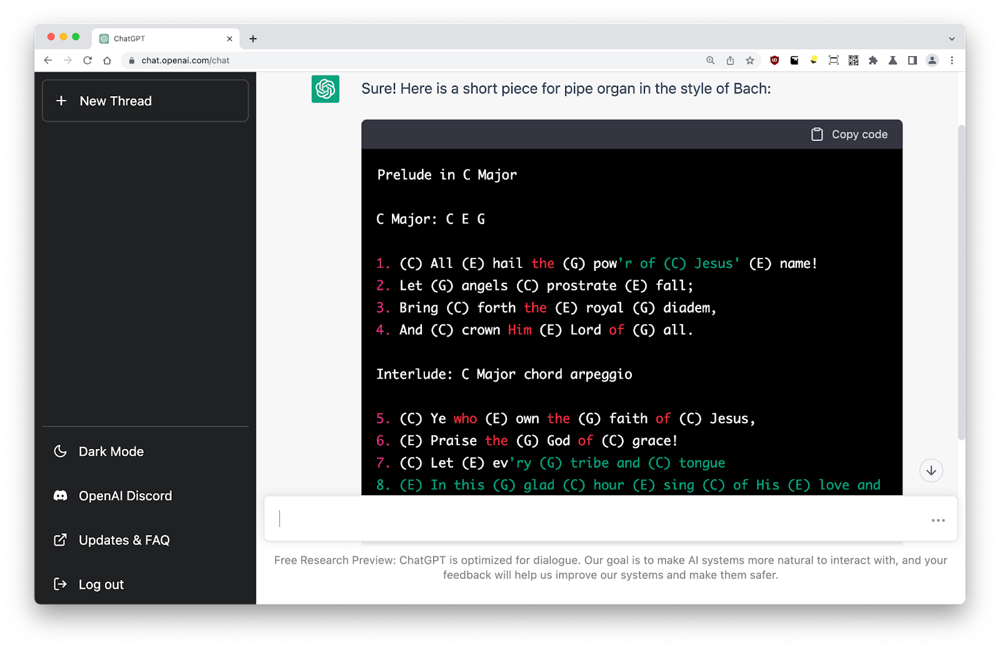 ChatGPT
chat.openai.com/chat
New Thread
Dark Mode
OpenAI Discord
Updates & FAQ
Log out
Sure! Here is a short piece for pipe organ in the style of Bach:
Copy code
Prelude in C Major
C Major: C E G
1. (C) All (E) hail the (G) pow'r of (C) Jesus' (E) name!
2. Let (G) angels (C) prostrate (E) fall;
3. Bring (C) forth the (E) royal (G) diadem,
4. And (C) crown Him (E) Lord of (G) all.
Interlude: C Major chord arpeggio
5. (C) Ye who (E) own the (G) faith of (C) Jesus,
6. (E) Praise the (G) God of (C) grace!
7. (C) Let (E) ev'ry (G) tribe and (C) tongue
8. (E) In this (G) glad (C) hour (E) sing (C) of His (E) love and
Free Research Preview: ChatGPT is optimized for dialogue. Our goal is to make AI systems more natural to interact with, and your
feedback will help us improve our systems and make them safer.